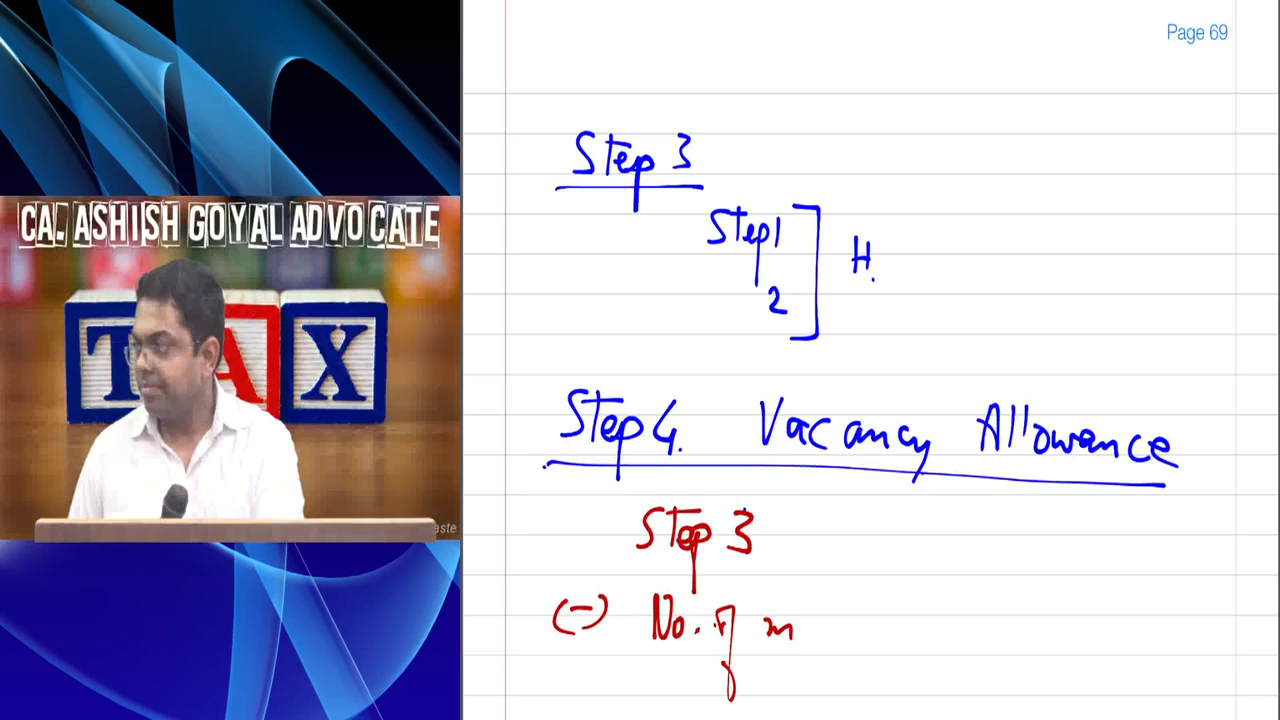 Page 69
CA. ASHISH GOYAL ADVOCATE
TAX
aste
Step 3
Step 1
2
H.
Step 4. Vacancy Allowance
Step 3
(-) No. of m